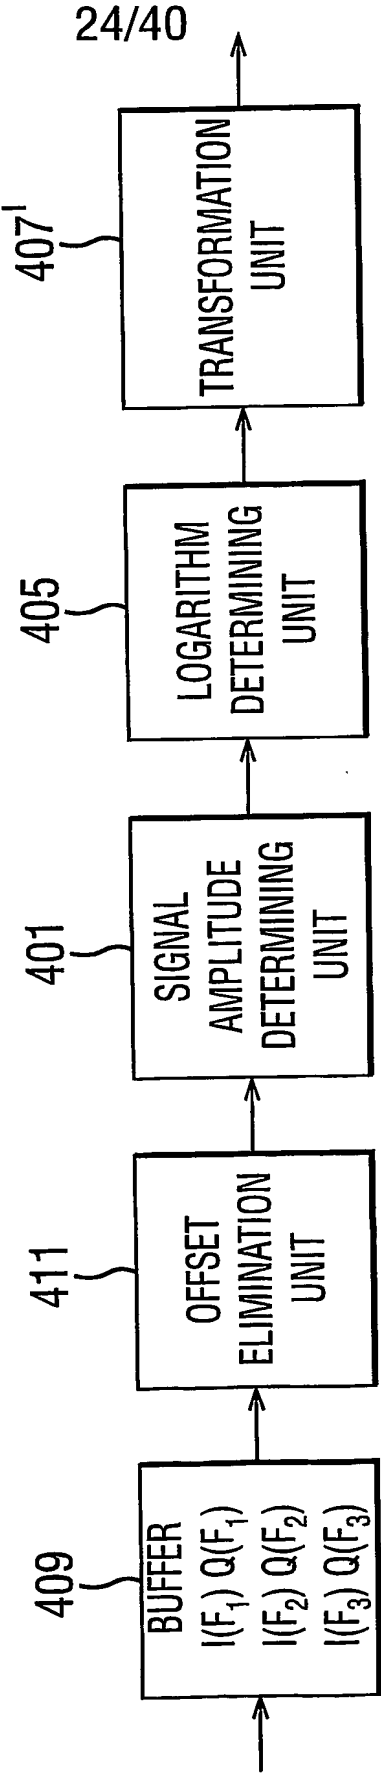 24/40
409
BUFFER
I(F₁) Q(F₁)
I(F₂) Q(F₂)
I(F₃) Q(F₃)
411
OFFSET
ELIMINATION
UNIT
401
SIGNAL
AMPLITUDE
DETERMINING
UNIT
405
LOGARITHM
DETERMINING
UNIT
407'
TRANSFORMATION
UNIT